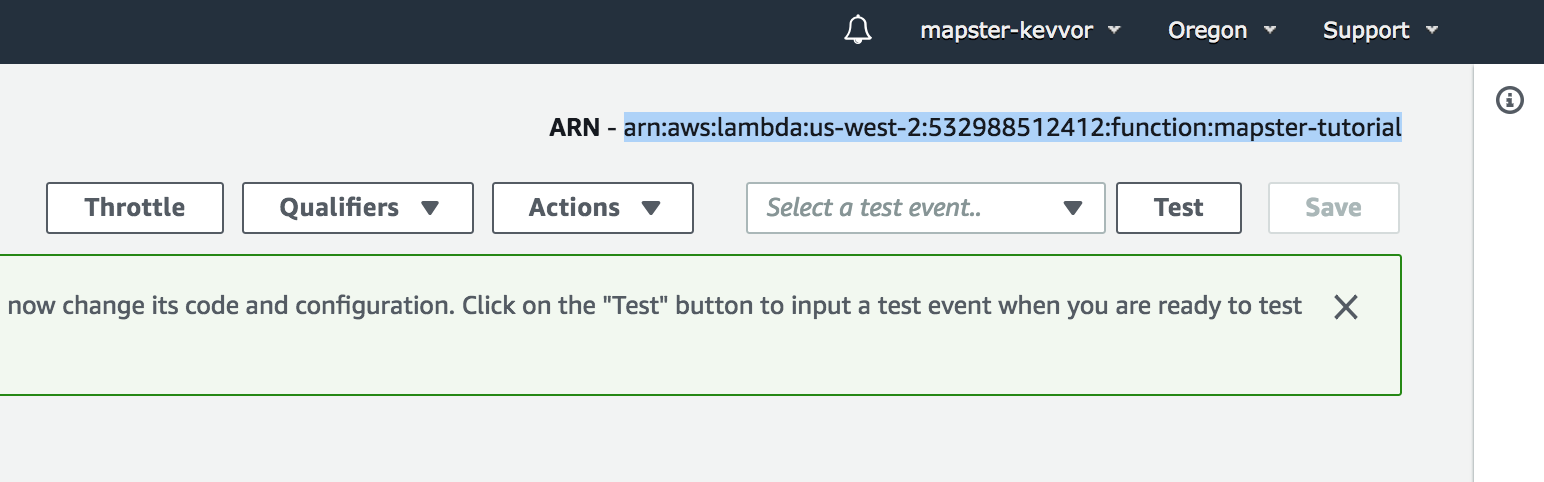 mapster-kevvor Oregon Support
ARN - arn:aws:lambda:us-west-2:532988512412:function:mapster-tutorial
Throttle Qualifiers Actions Select a test event.. Test Save
now change its code and configuration. Click on the "Test" button to input a test event when you are ready to test